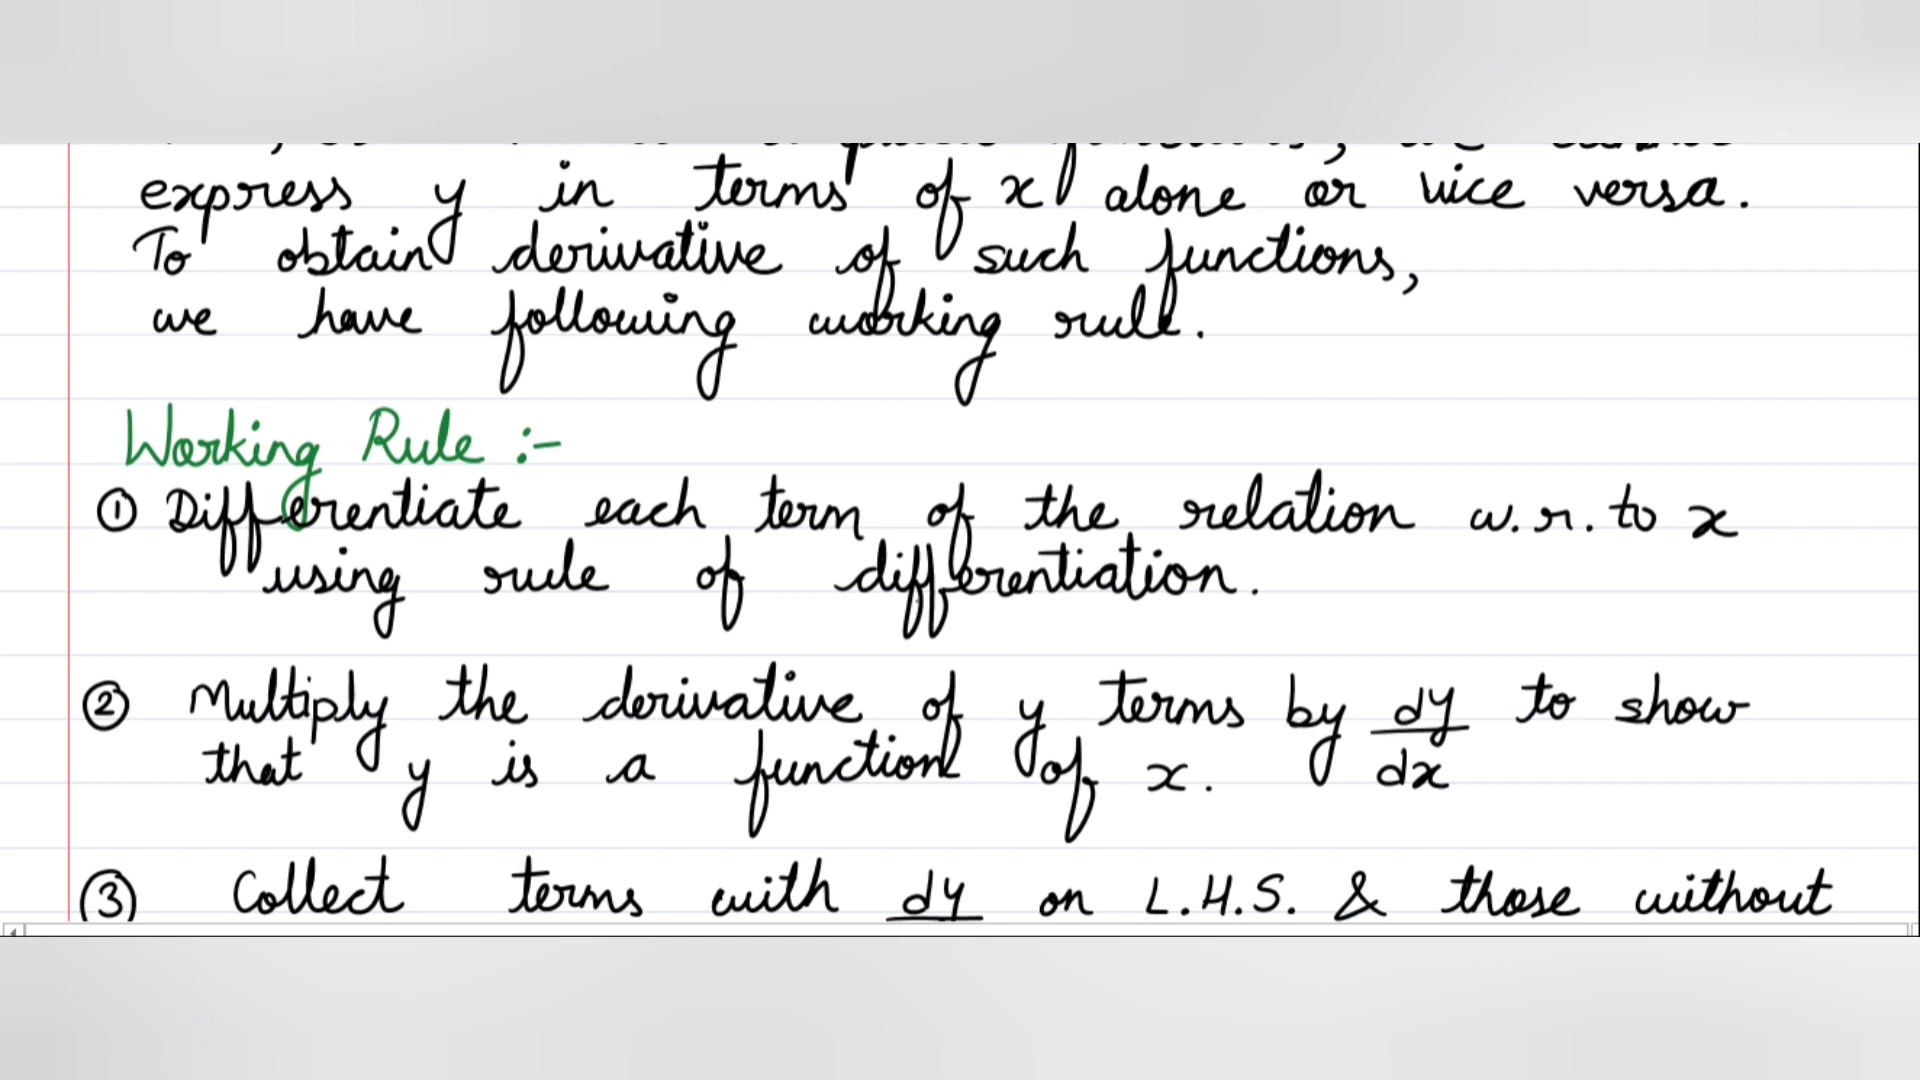 express y in terms of x alone or vice versa.
To obtain derivative of such functions,
we have following working rule.
Working Rule :-
① Differentiate each term of the relation w.r. to x
using rule of differentiation.
② Multiply the derivative of y terms by dy/dx to show
that y is a function of x.
③ Collect terms with dy on L.H.S. & those without